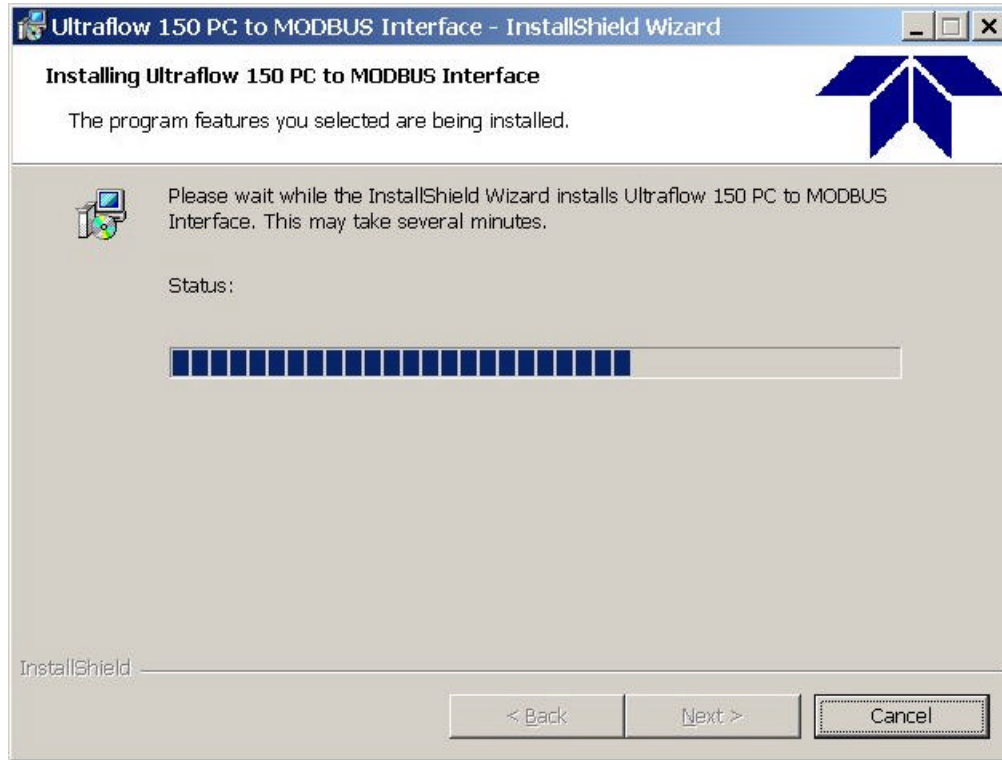 Ultraflow 150 PC to MODBUS Interface - InstallShield Wizard
Installing Ultraflow 150 PC to MODBUS Interface
The program features you selected are being installed.
Please wait while the InstallShield Wizard installs Ultraflow 150 PC to MODBUS
Interface. This may take several minutes.
Status:
InstallShield
< Back
Next >
Cancel